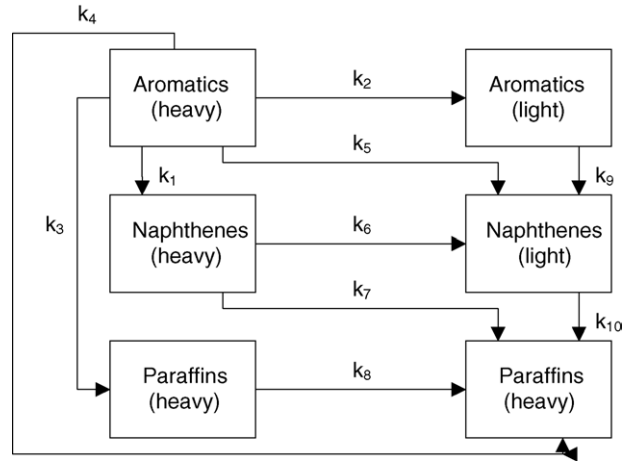 k₄
Aromatics
(heavy)
k₂
Aromatics
(light)
k₅
k₁
k₉
k₃
Naphthenes
(heavy)
k₆
Naphthenes
(light)
k₇
k₁₀
Paraffins
(heavy)
k₈
Paraffins
(heavy)